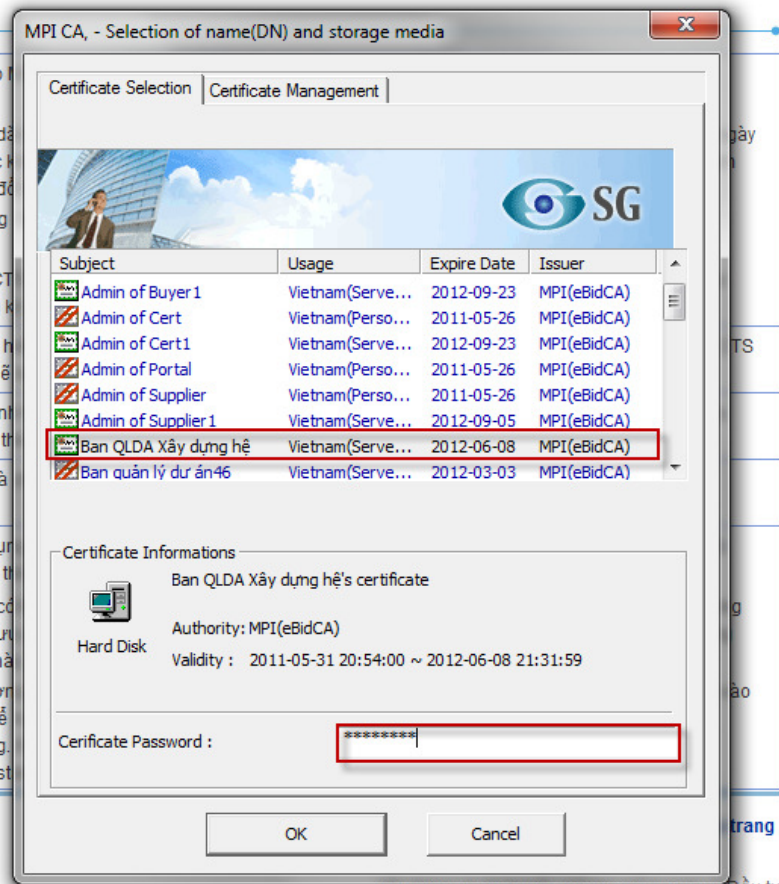 MPI CA, - Selection of name(DN) and storage media
Certificate Selection Certificate Management
SG
Subject Usage Expire Date Issuer
Admin of Buyer1 Vietnam(Serve... 2012-09-23 MPI(eBidCA)
Admin of Cert Vietnam(Perso... 2011-05-26 MPI(eBidCA)
Admin of Cert1 Vietnam(Serve... 2012-09-23 MPI(eBidCA)
Admin of Portal Vietnam(Perso... 2011-05-26 MPI(eBidCA)
Admin of Supplier Vietnam(Perso... 2011-05-26 MPI(eBidCA)
Admin of Supplier1 Vietnam(Serve... 2012-09-05 MPI(eBidCA)
Ban QLDA Xây dựng hệ Vietnam(Serve... 2012-06-08 MPI(eBidCA)
Ban quản lý dư án46 Vietnam(Serve... 2012-03-03 MPI(eBidCA)
Certificate Informations
Ban QLDA Xây dựng hệ's certificate
Hard Disk
Authority: MPI(eBidCA)
Validity : 2011-05-31 20:54:00 ~ 2012-06-08 21:31:59
Cerificate Password : ********
OK Cancel
trang